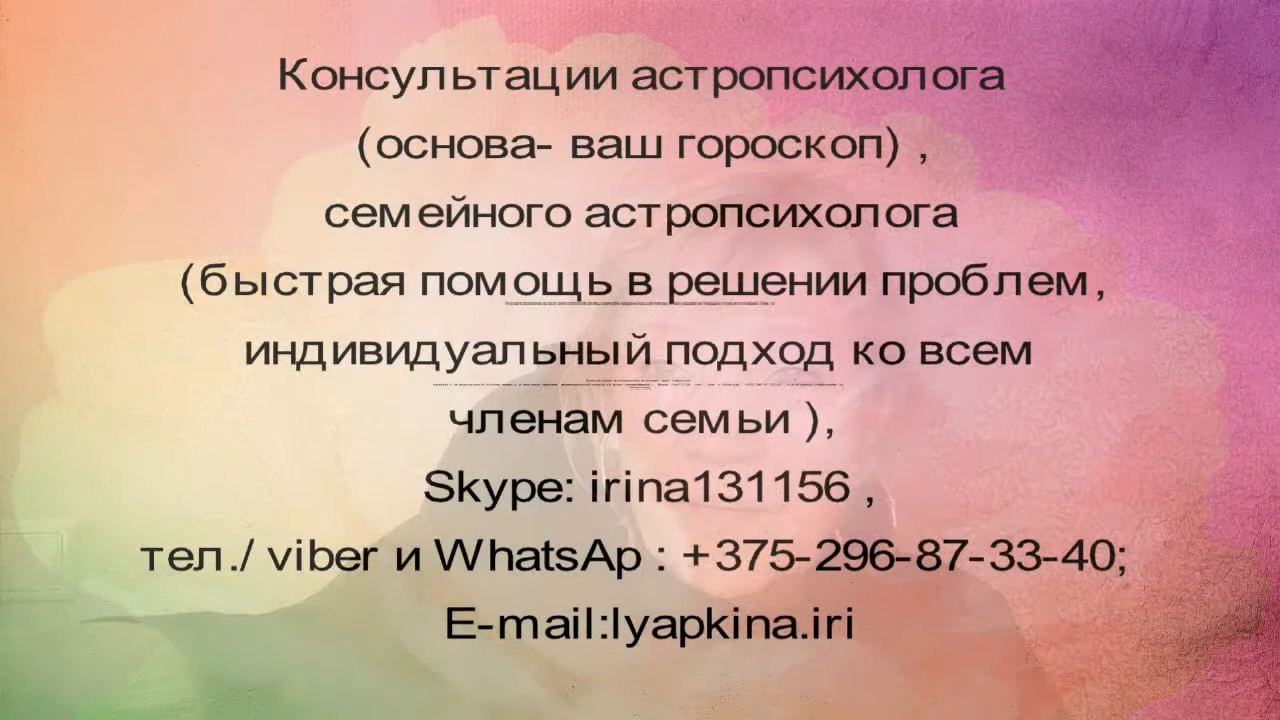 Консультации астропсихолога
(основа- ваш гороскоп) ,
семейного астропсихолога
(быстрая помощь в решении проблем,
индивидуальный подход ко всем
членам семьи ),
Skype: irina131156 ,
тел./ viber и WhatsAp : +375-296-87-33-40;
E-mail:lyapkina.iri